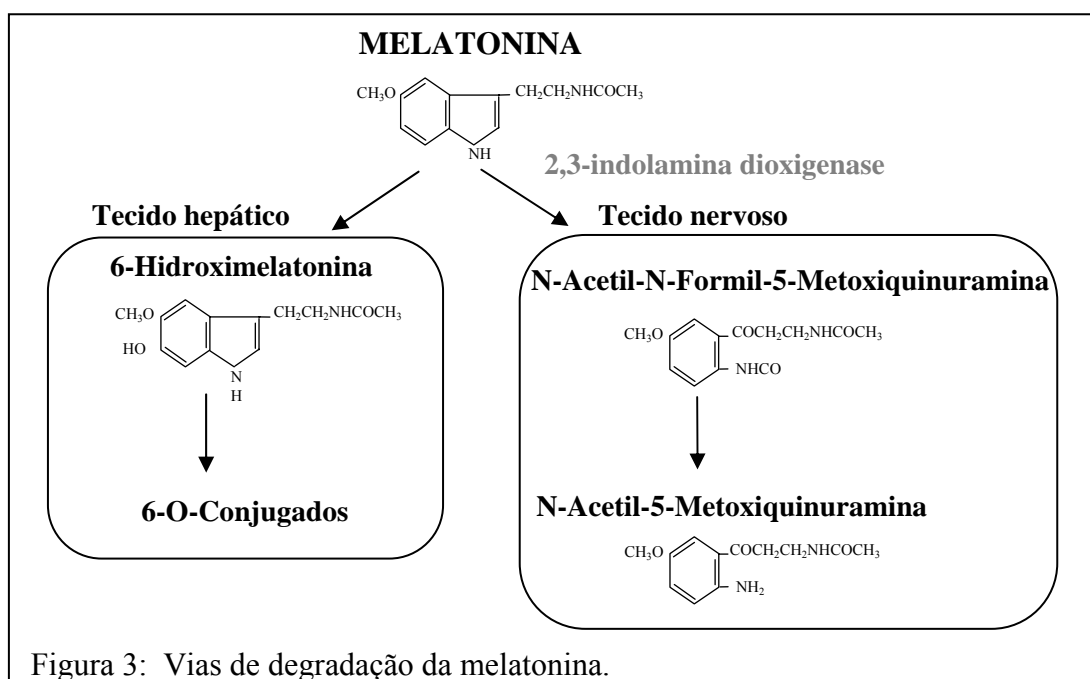 MELATONINA
CH₃O
CH₂CH₂NHCOCH₃
NH
2,3-indolamina dioxigenase
Tecido hepático
Tecido nervoso
6-Hidroximelatonina
CH₃O
CH₂CH₂NHCOCH₃
HO
N
H
6-O-Conjugados
N-Acetil-N-Formil-5-Metoxiquinuramina
CH₃O
COCH₂CH₂NHCOCH₃
NHCO
N-Acetil-5-Metoxiquinuramina
CH₃O
COCH₂CH₂NHCOCH₃
NH₂
Figura 3: Vias de degradação da melatonina.